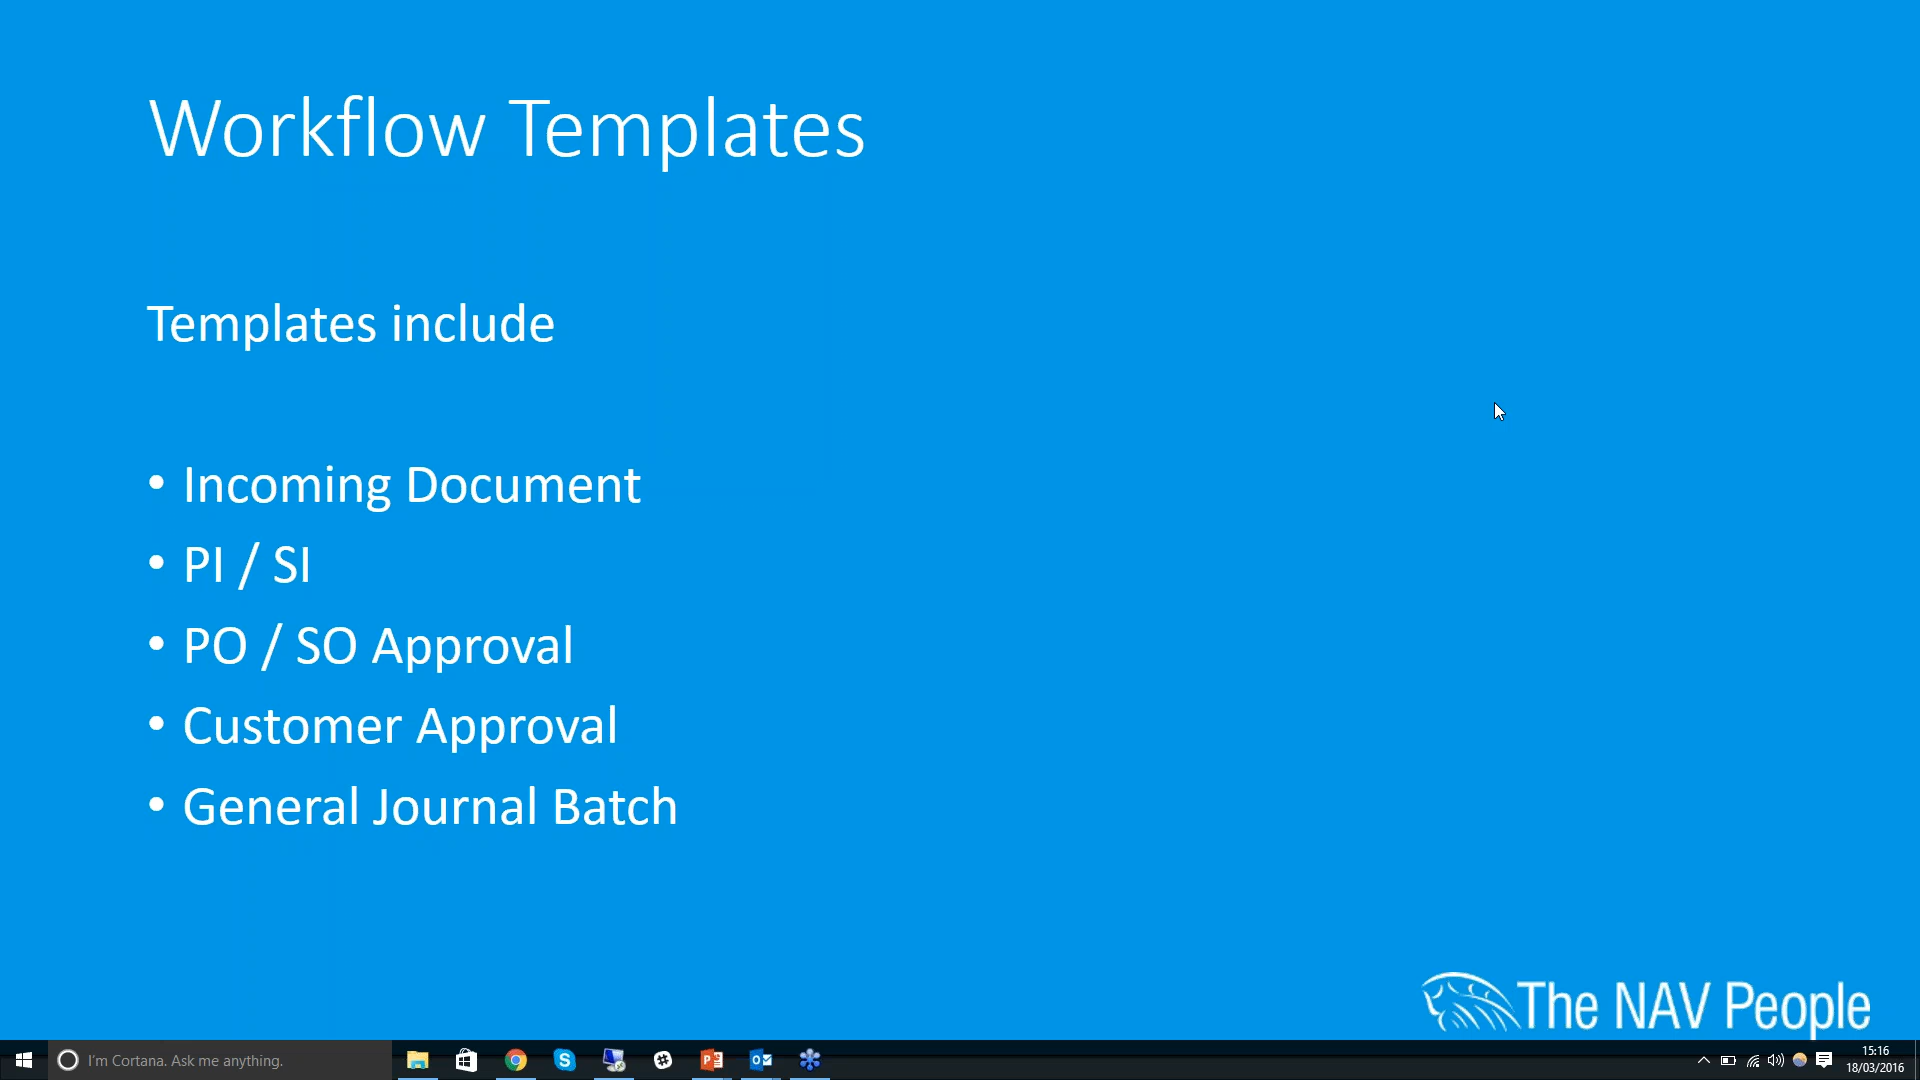 Workflow Templates
Templates include
• Incoming Document
• PI / SI
• PO / SO Approval
• Customer Approval
• General Journal Batch
The NAV People
I'm Cortana. Ask me anything.
15:16
18/03/2016